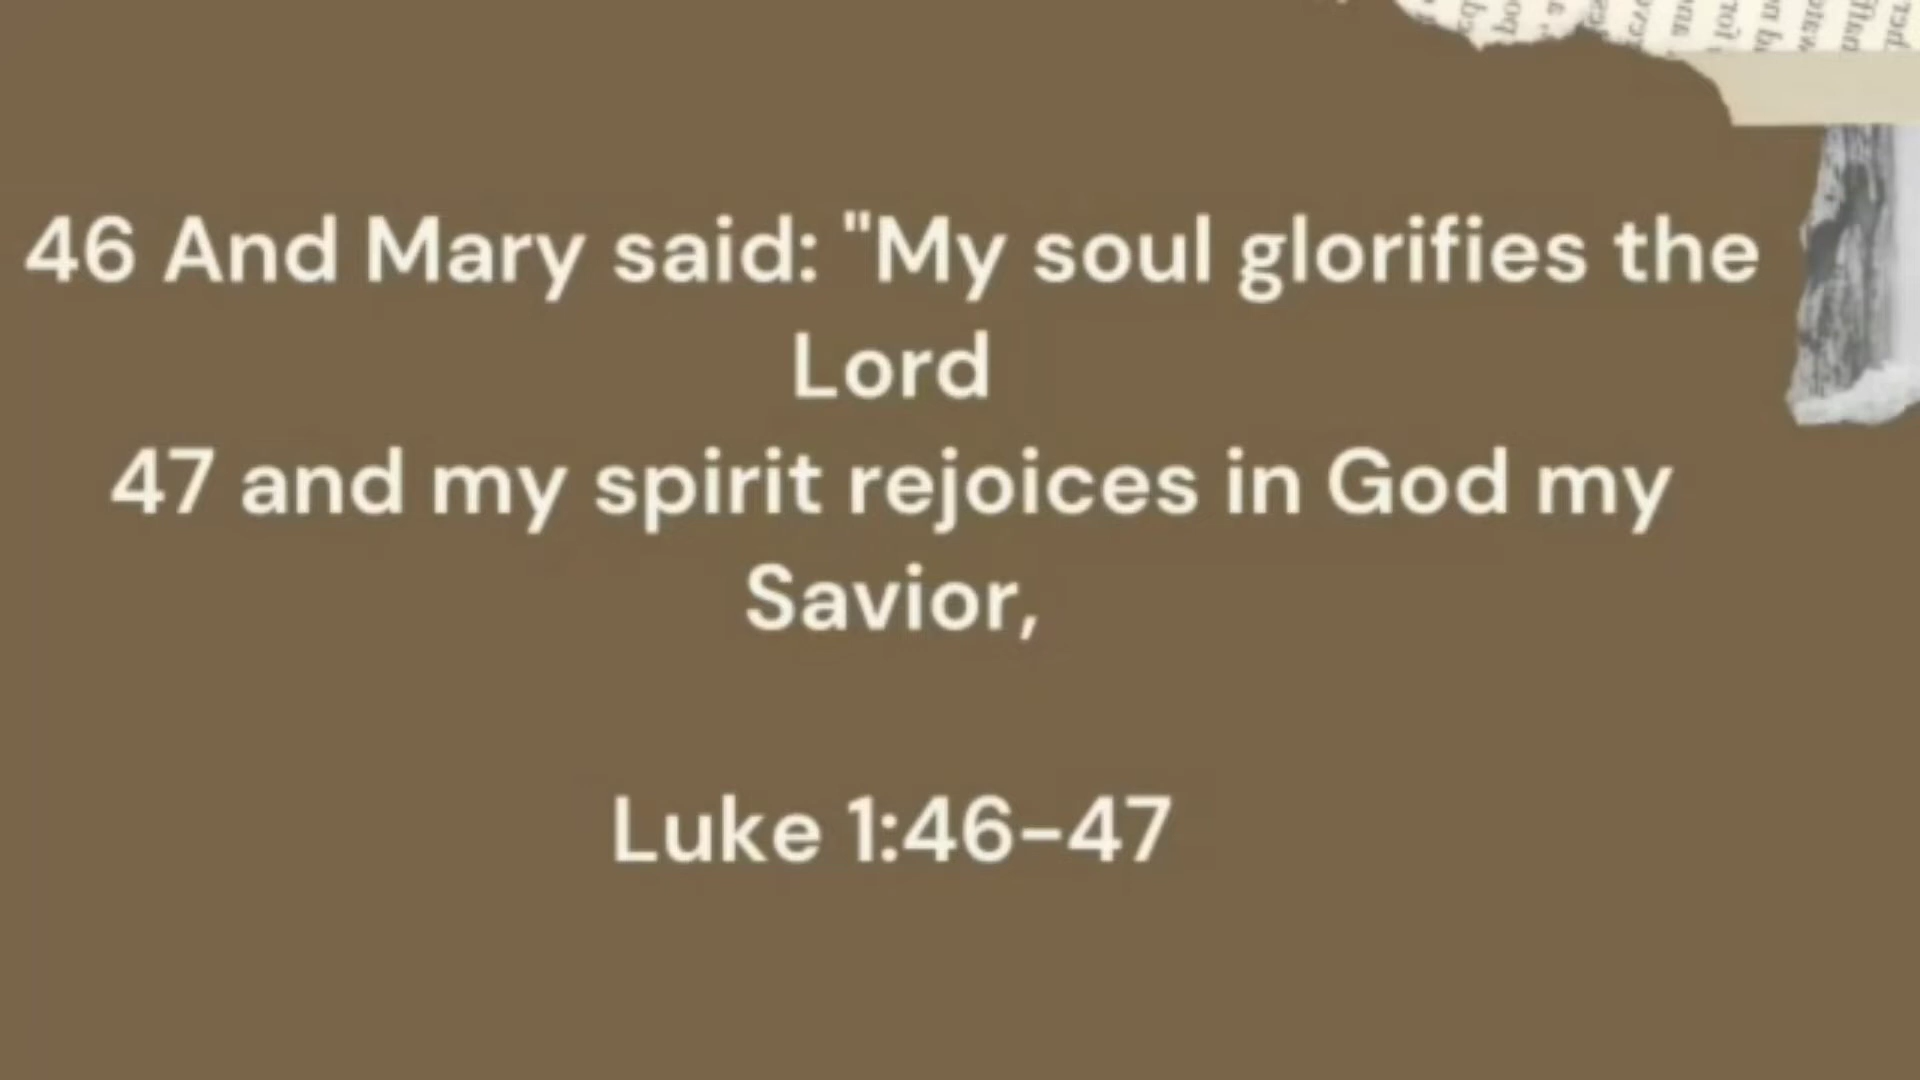 46 And Mary said: "My soul glorifies the
Lord
47 and my spirit rejoices in God my
Savior,
Luke 1:46–47